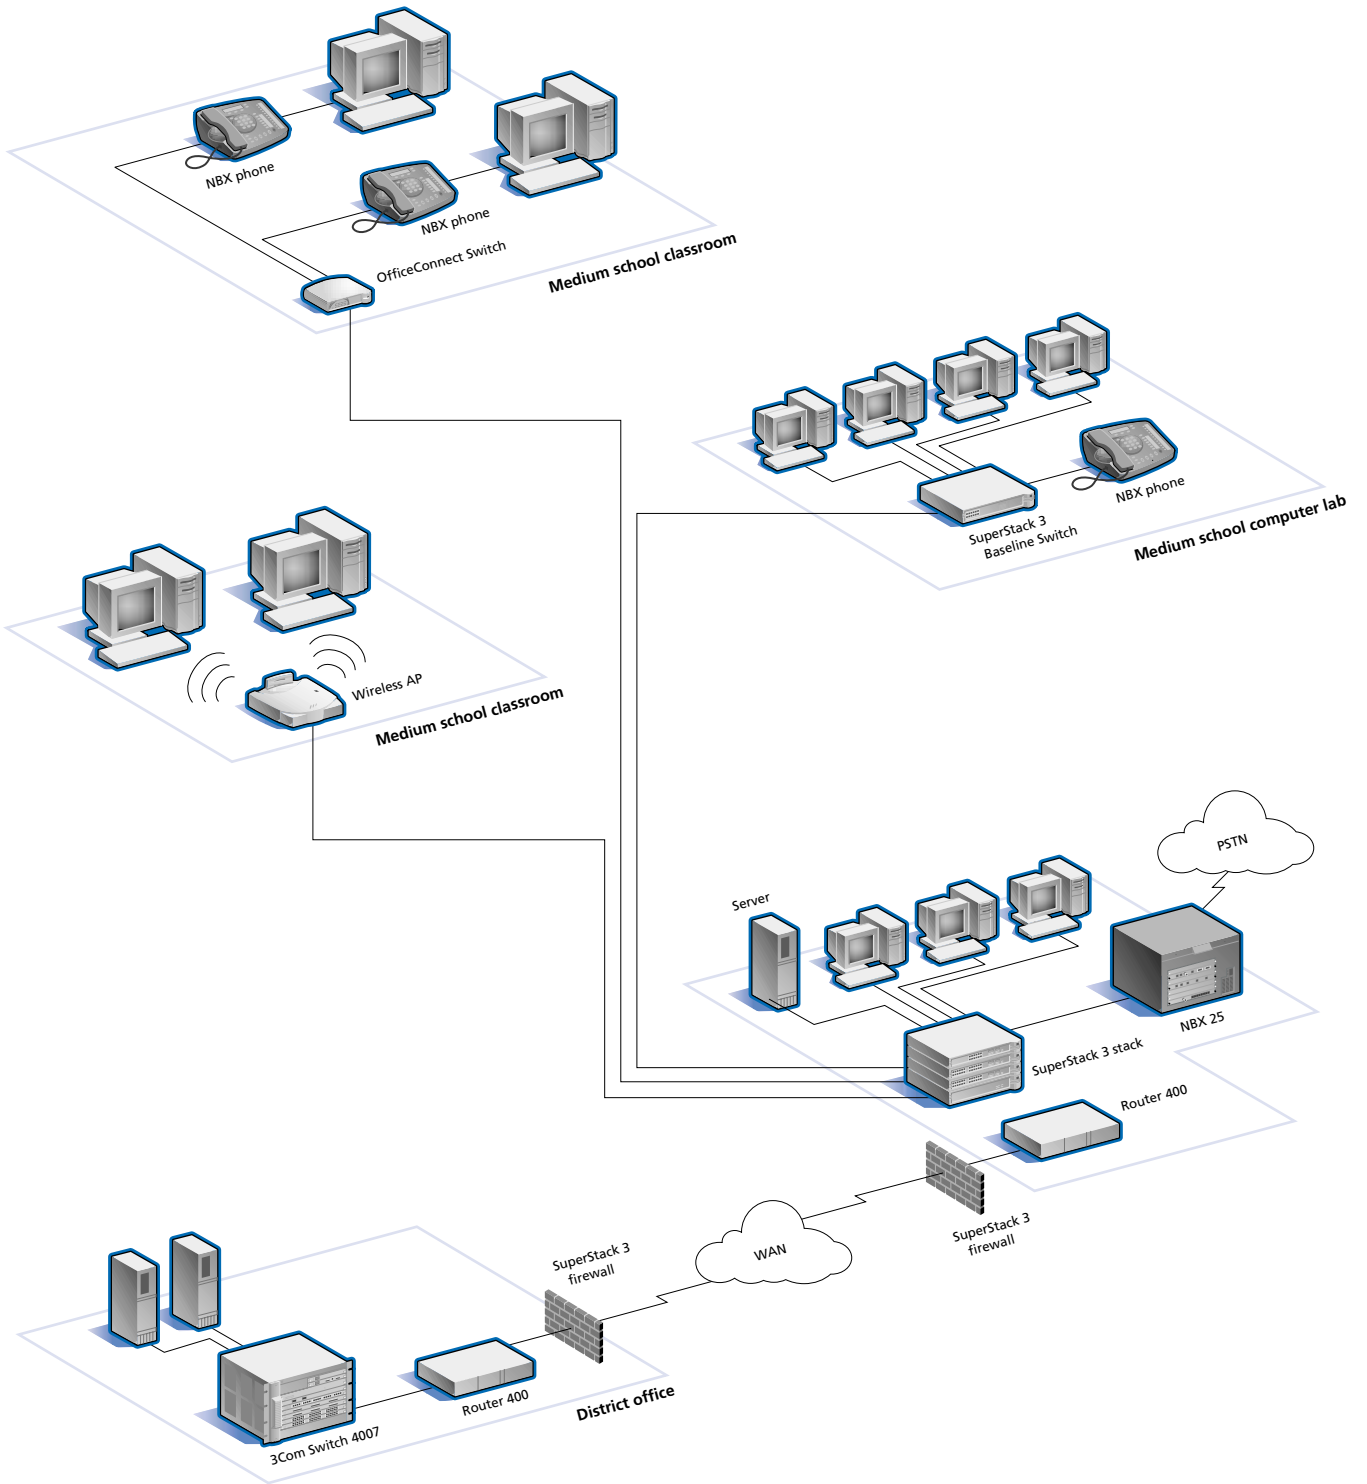 NBX phone
NBX phone
OfficeConnect Switch
Medium school classroom
NBX phone
SuperStack 3
Baseline Switch
Medium school computer lab
Wireless AP
Medium school classroom
PSTN
Server
NBX 25
SuperStack 3 stack
Router 400
SuperStack 3
firewall
WAN
SuperStack 3
firewall
Router 400
District office
3Com Switch 4007